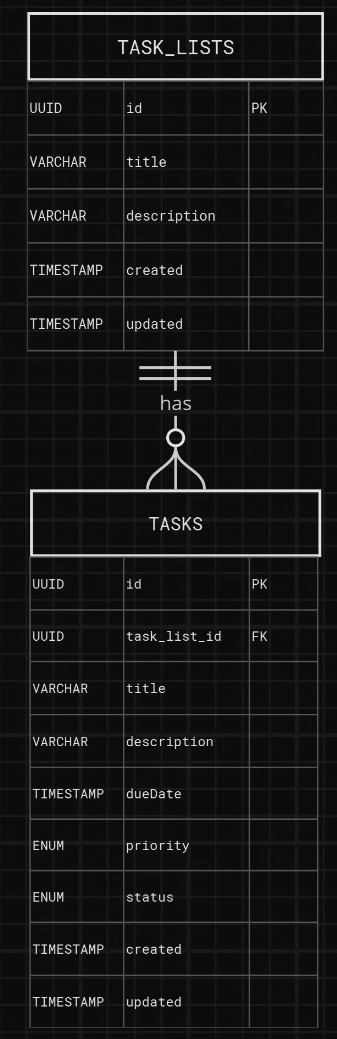 TASK_LISTS
UUID id PK
VARCHAR title
VARCHAR description
TIMESTAMP created
TIMESTAMP updated
has
TASKS
UUID id PK
UUID task_list_id FK
VARCHAR title
VARCHAR description
TIMESTAMP dueDate
ENUM priority
ENUM status
TIMESTAMP created
TIMESTAMP updated